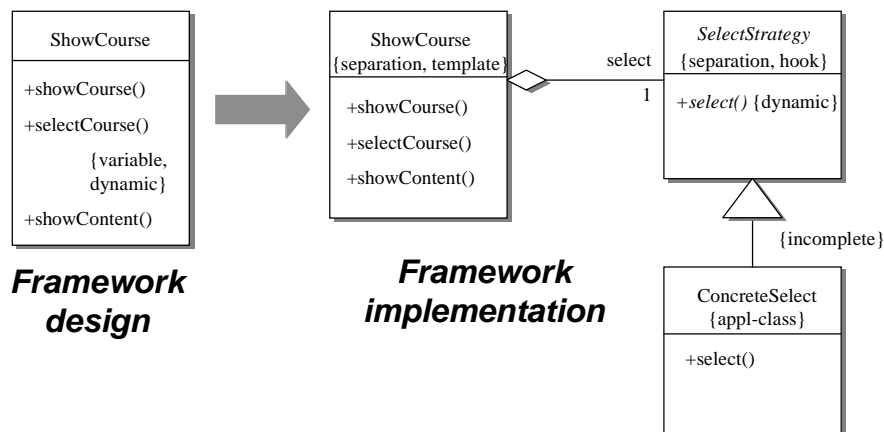 ShowCourse
+showCourse()
+selectCourse()
{variable,
dynamic}
+showContent()
Framework
design
ShowCourse
{separation, template}
+showCourse()
+selectCourse()
+showContent()
Framework
implementation
select
1
SelectStrategy
{separation, hook}
+select() {dynamic}
{incomplete}
ConcreteSelect
{appl-class}
+select()